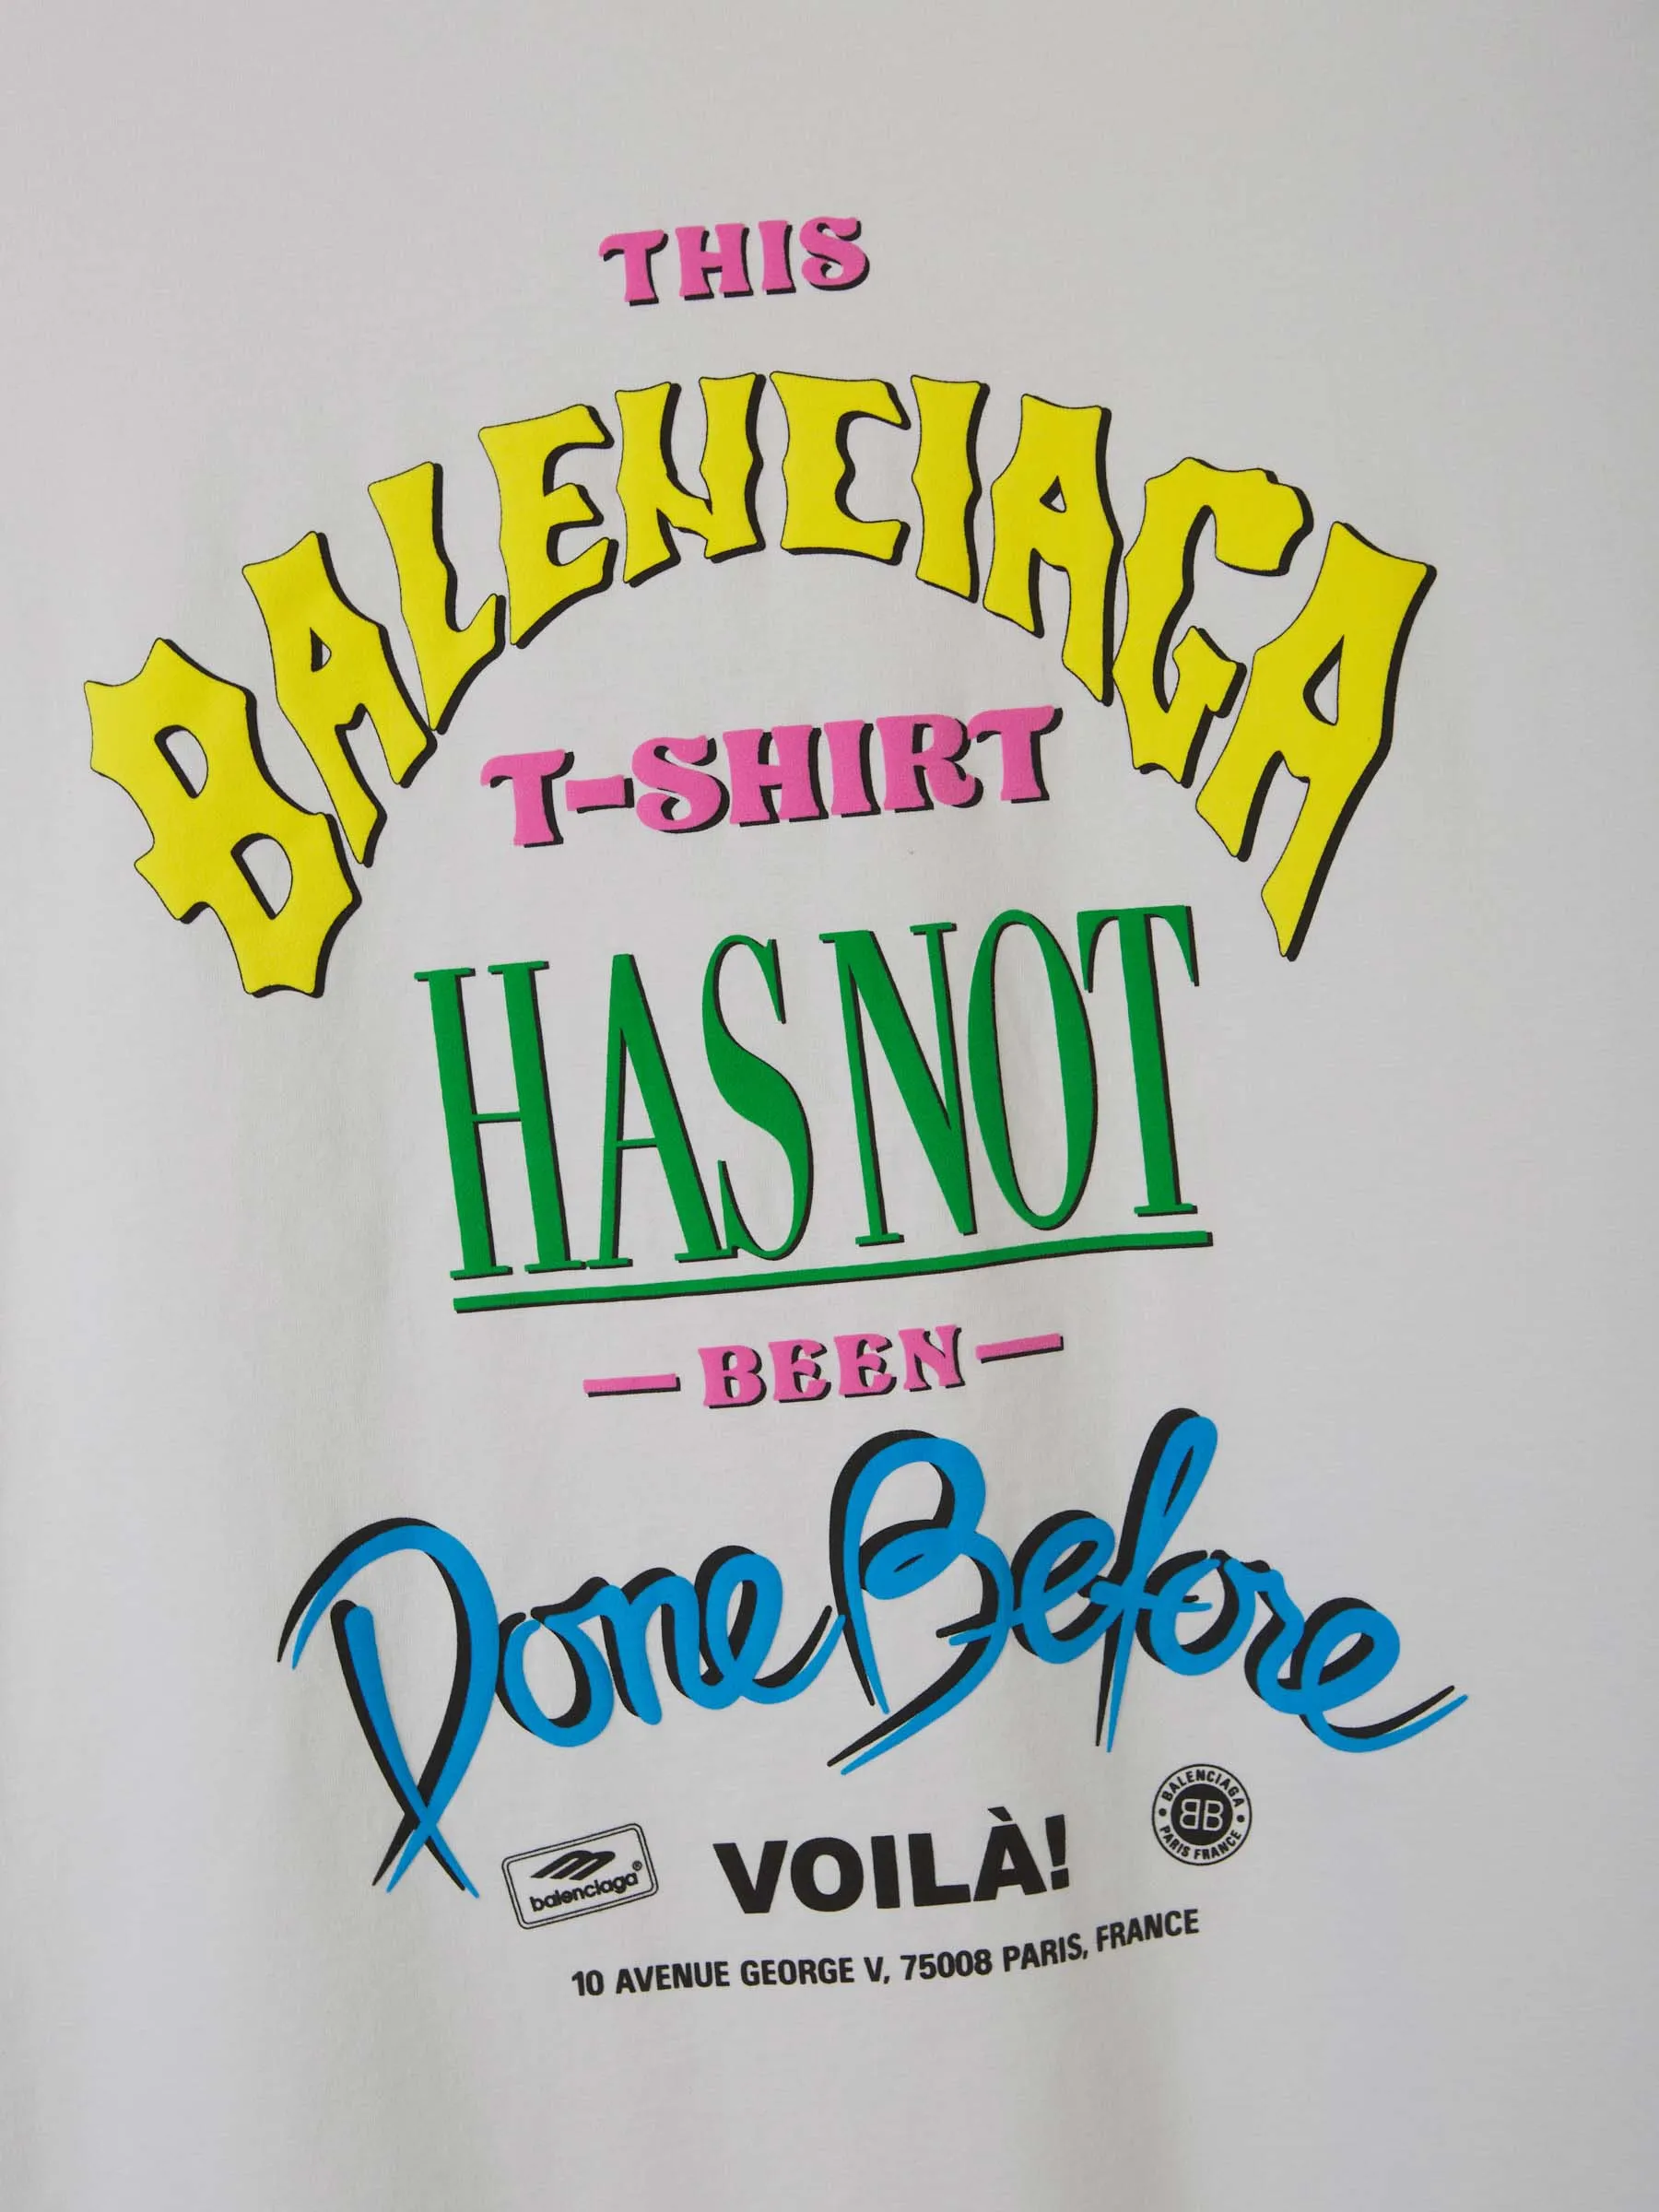 THIS
BALENCIAGA
T-SHIRT
HAS NOT
—BEEN—
Done Before
BALENCIAGA
BB
PARIS FRANCE
balenciaga®
VOILÀ!
10 AVENUE GEORGE V, 75008 PARIS, FRANCE